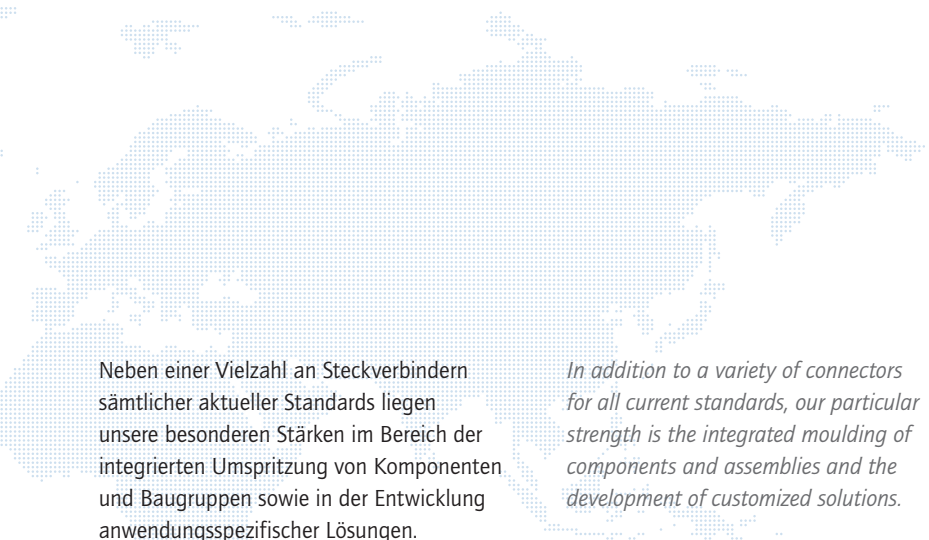 Neben einer Vielzahl an Steckverbindern
sämtlicher aktueller Standards liegen
unsere besonderen Stärken im Bereich der
integrierten Umspritzung von Komponenten
und Baugruppen sowie in der Entwicklung
anwendungsspezifischer Lösungen.
In addition to a variety of connectors
for all current standards, our particular
strength is the integrated moulding of
components and assemblies and the
development of customized solutions.